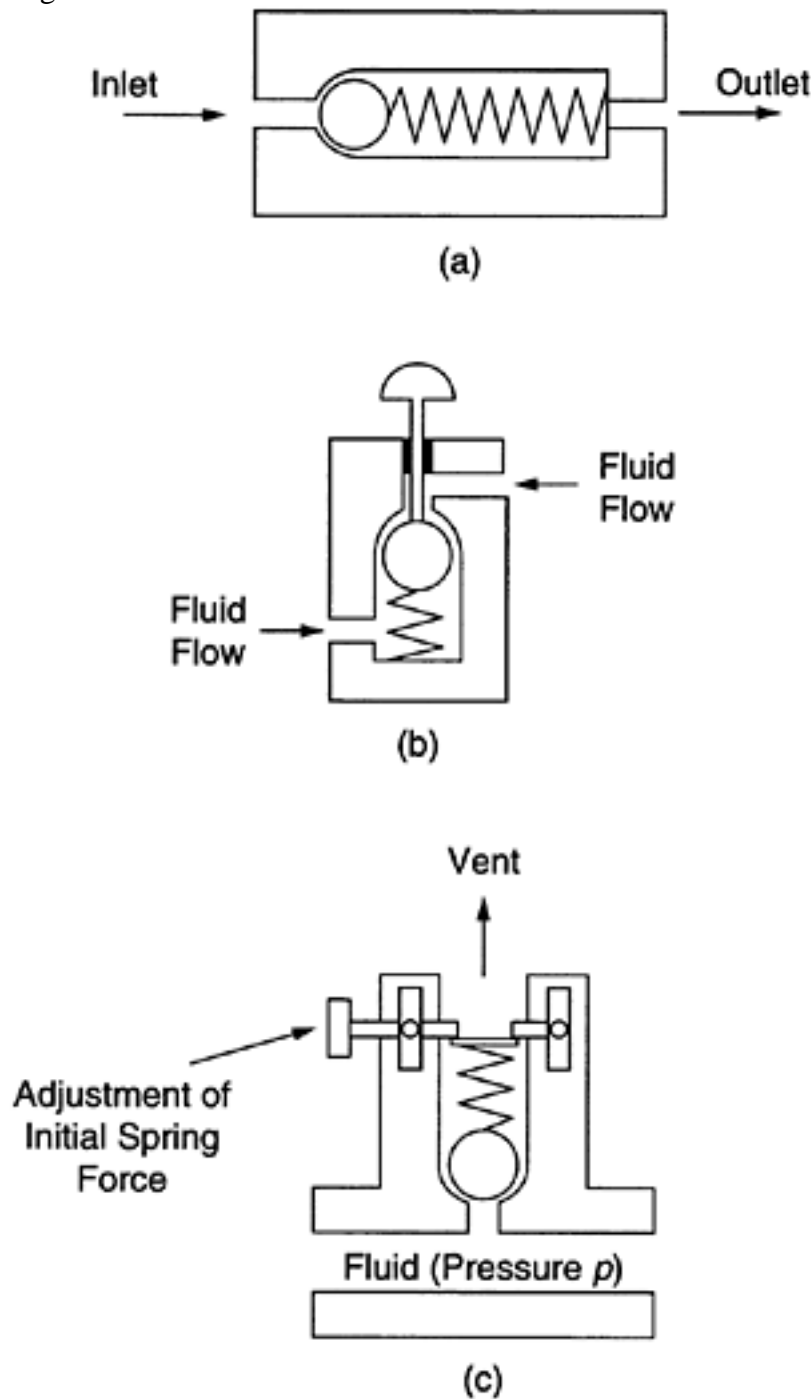 Inlet
Outlet
(a)
Fluid
Flow
Fluid
Flow
(b)
Vent
Adjustment of
Initial Spring
Force
Fluid (Pressure p)
(c)